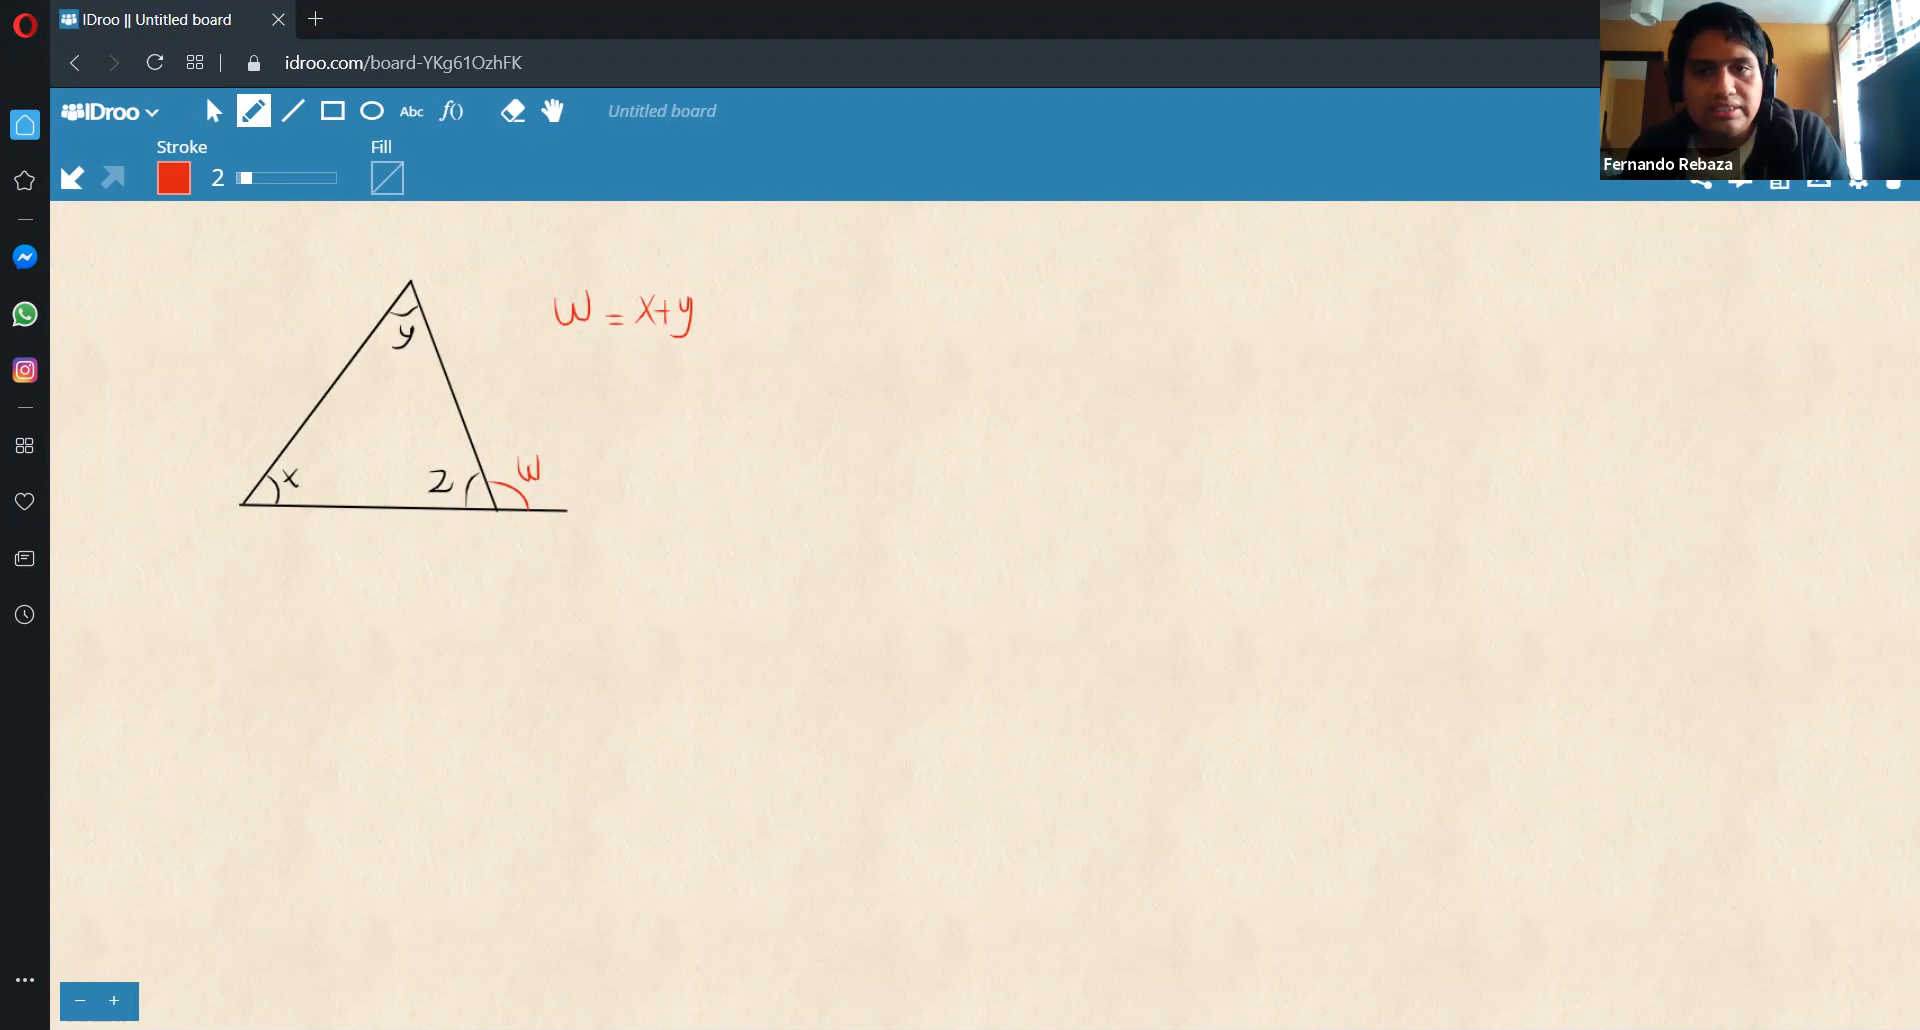 IDroo || Untitled board
idroo.com/board-YKg61OzhFK
IDroo
Abc
f()
Untitled board
Stroke
Fill
2
Fernando Rebaza
y
w = x+y
x
z
w
- +